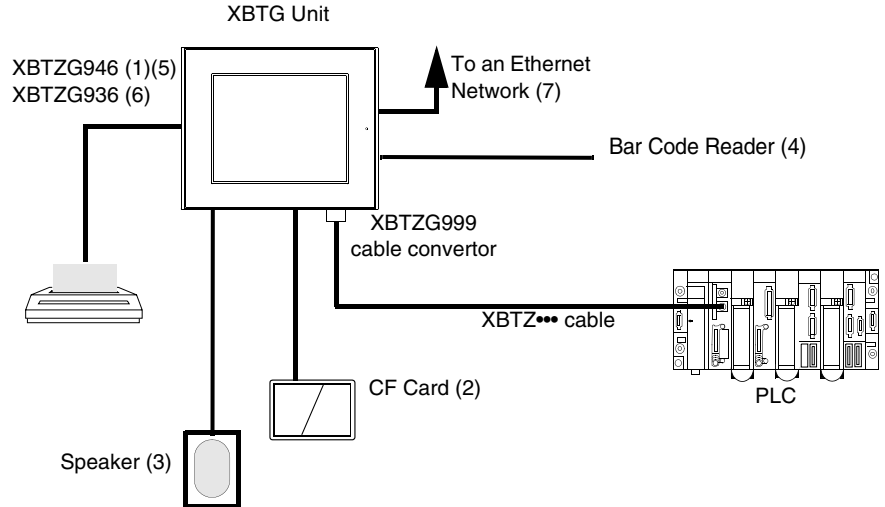 XBTG Unit
XBTZG946 (1)(5)
XBTZG936 (6)
To an Ethernet
Network (7)
Bar Code Reader (4)
XBTZG999
cable convertor
XBTZ••• cable
PLC
CF Card (2)
Speaker (3)